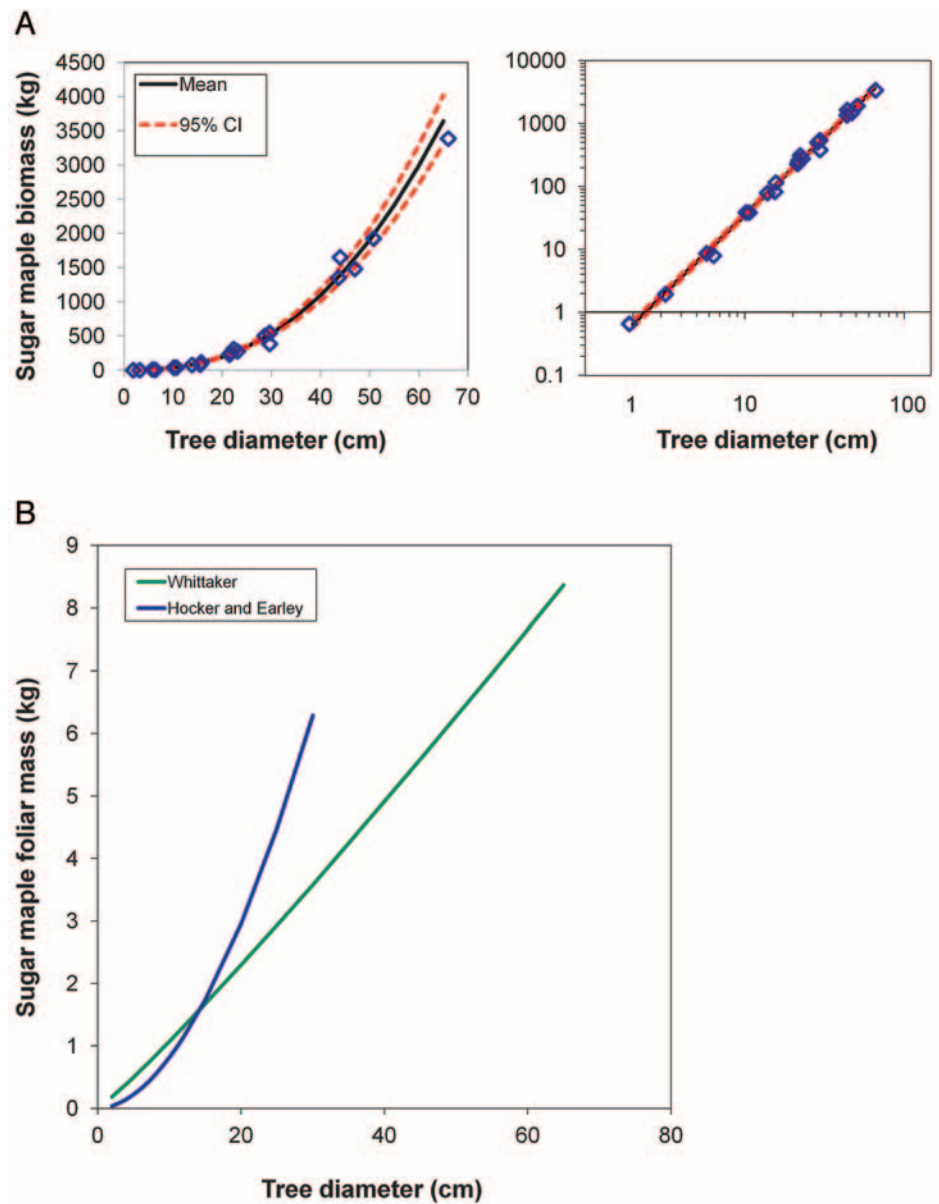 A
Sugar maple biomass (kg)
4500
4000
3500
3000
2500
2000
1500
1000
500
0
Mean
95% CI
0 10 20 30 40 50 60 70
Tree diameter (cm)
10000
1000
100
10
1
0.1
1 10 100
Tree diameter (cm)
B
Sugar maple foliar mass (kg)
9
8
7
6
5
4
3
2
1
0
Whittaker
Hocker and Earley
0 20 40 60 80
Tree diameter (cm)